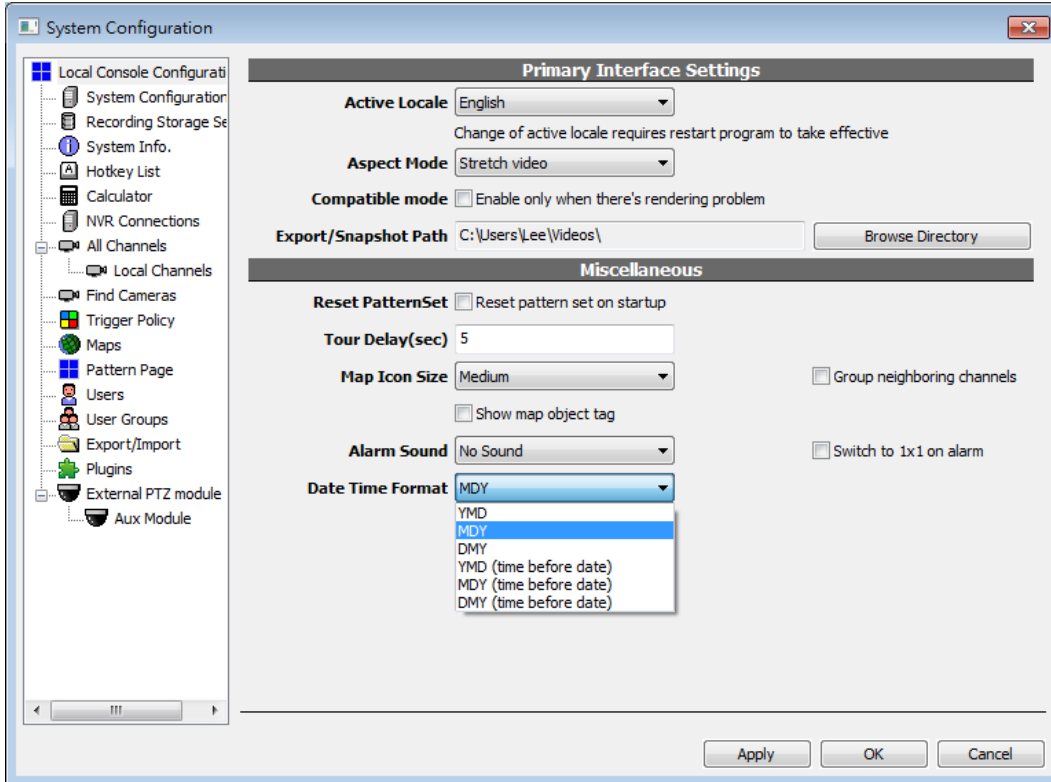 System Configuration
Local Console Configurati
System Configuration
Recording Storage Se
System Info.
A
Hotkey List
Calculator
NVR Connections
All Channels
Local Channels
Find Cameras
Trigger Policy
Maps
Pattern Page
Users
User Groups
Export/Import
Plugins
External PTZ module
Aux Module
Primary Interface Settings
Active Locale English
Change of active locale requires restart program to take effective
Aspect Mode Stretch video
Compatible mode Enable only when there's rendering problem
Export/Snapshot Path C:\Users\Lee\Videos\ Browse Directory
Miscellaneous
Reset PatternSet Reset pattern set on startup
Tour Delay(sec) 5
Map Icon Size Medium Group neighboring channels
Show map object tag
Alarm Sound No Sound Switch to 1x1 on alarm
Date Time Format MDY
YMD
MDY
DMY
YMD (time before date)
MDY (time before date)
DMY (time before date)
Apply OK Cancel